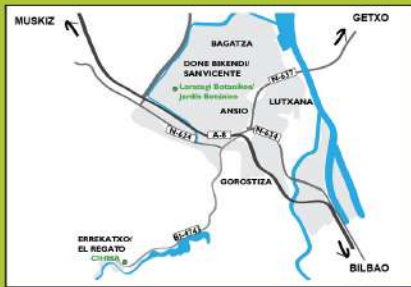 MUSKIZ
GETXO
BAGATZA
DONE BIKENDI/
SAN VICENTE
Lorategi Botanikoa/
Jardín Botánico
N-637
ANSIO
LUTXANA
N-634
A-8
N-634
GOROSTIZA
BI-474
ERREKATXO/
EL REGATO
CIHMA
BILBAO